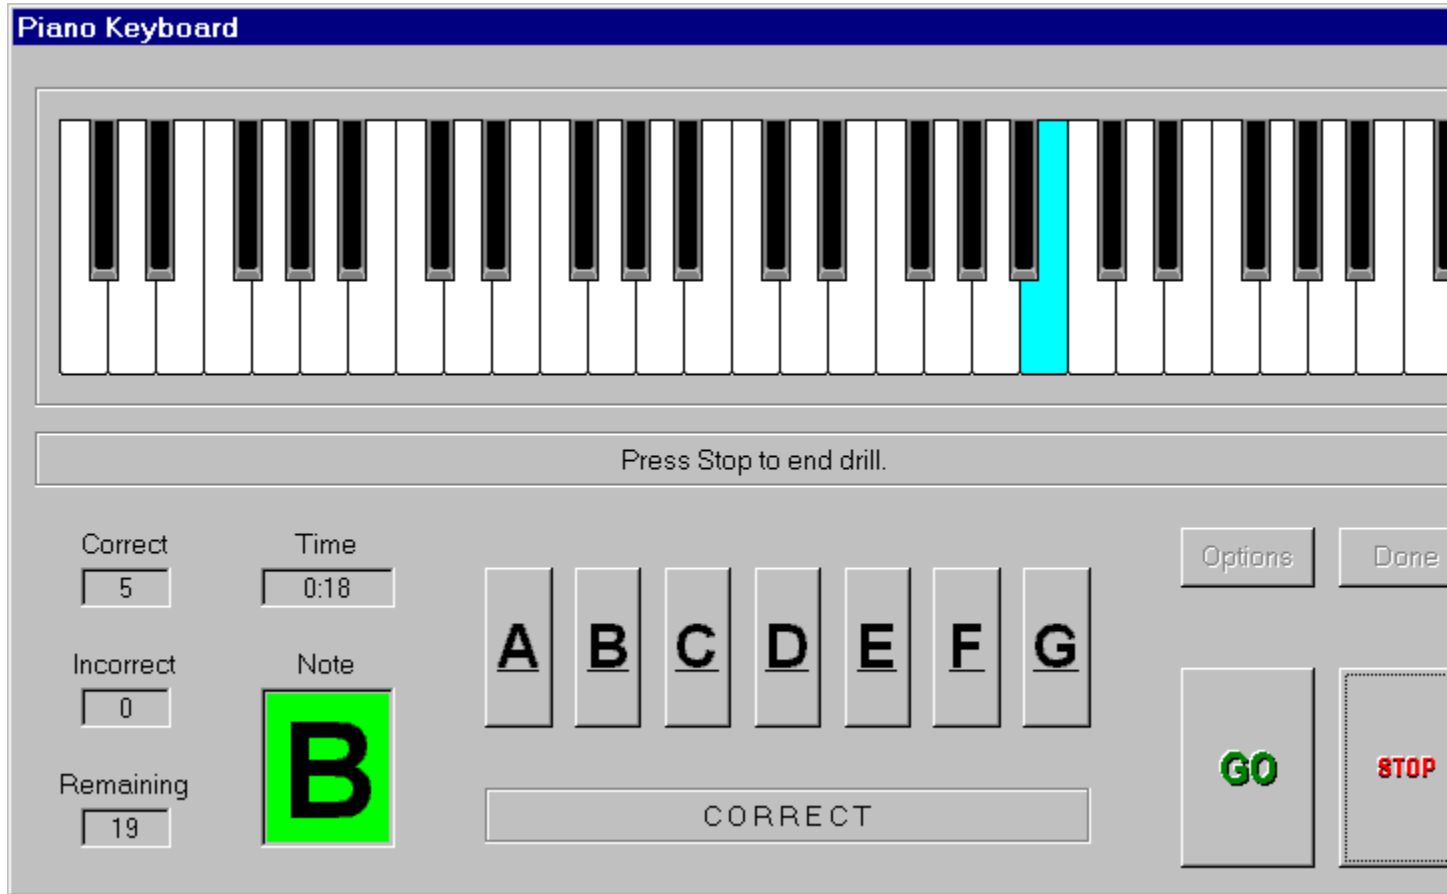 Piano Keyboard
Press Stop to end drill.
Correct
5
Time
0:18
Incorrect
0
Note
B
Remaining
19
A B C D E F G
CORRECT
Options
Done
GO
STOP